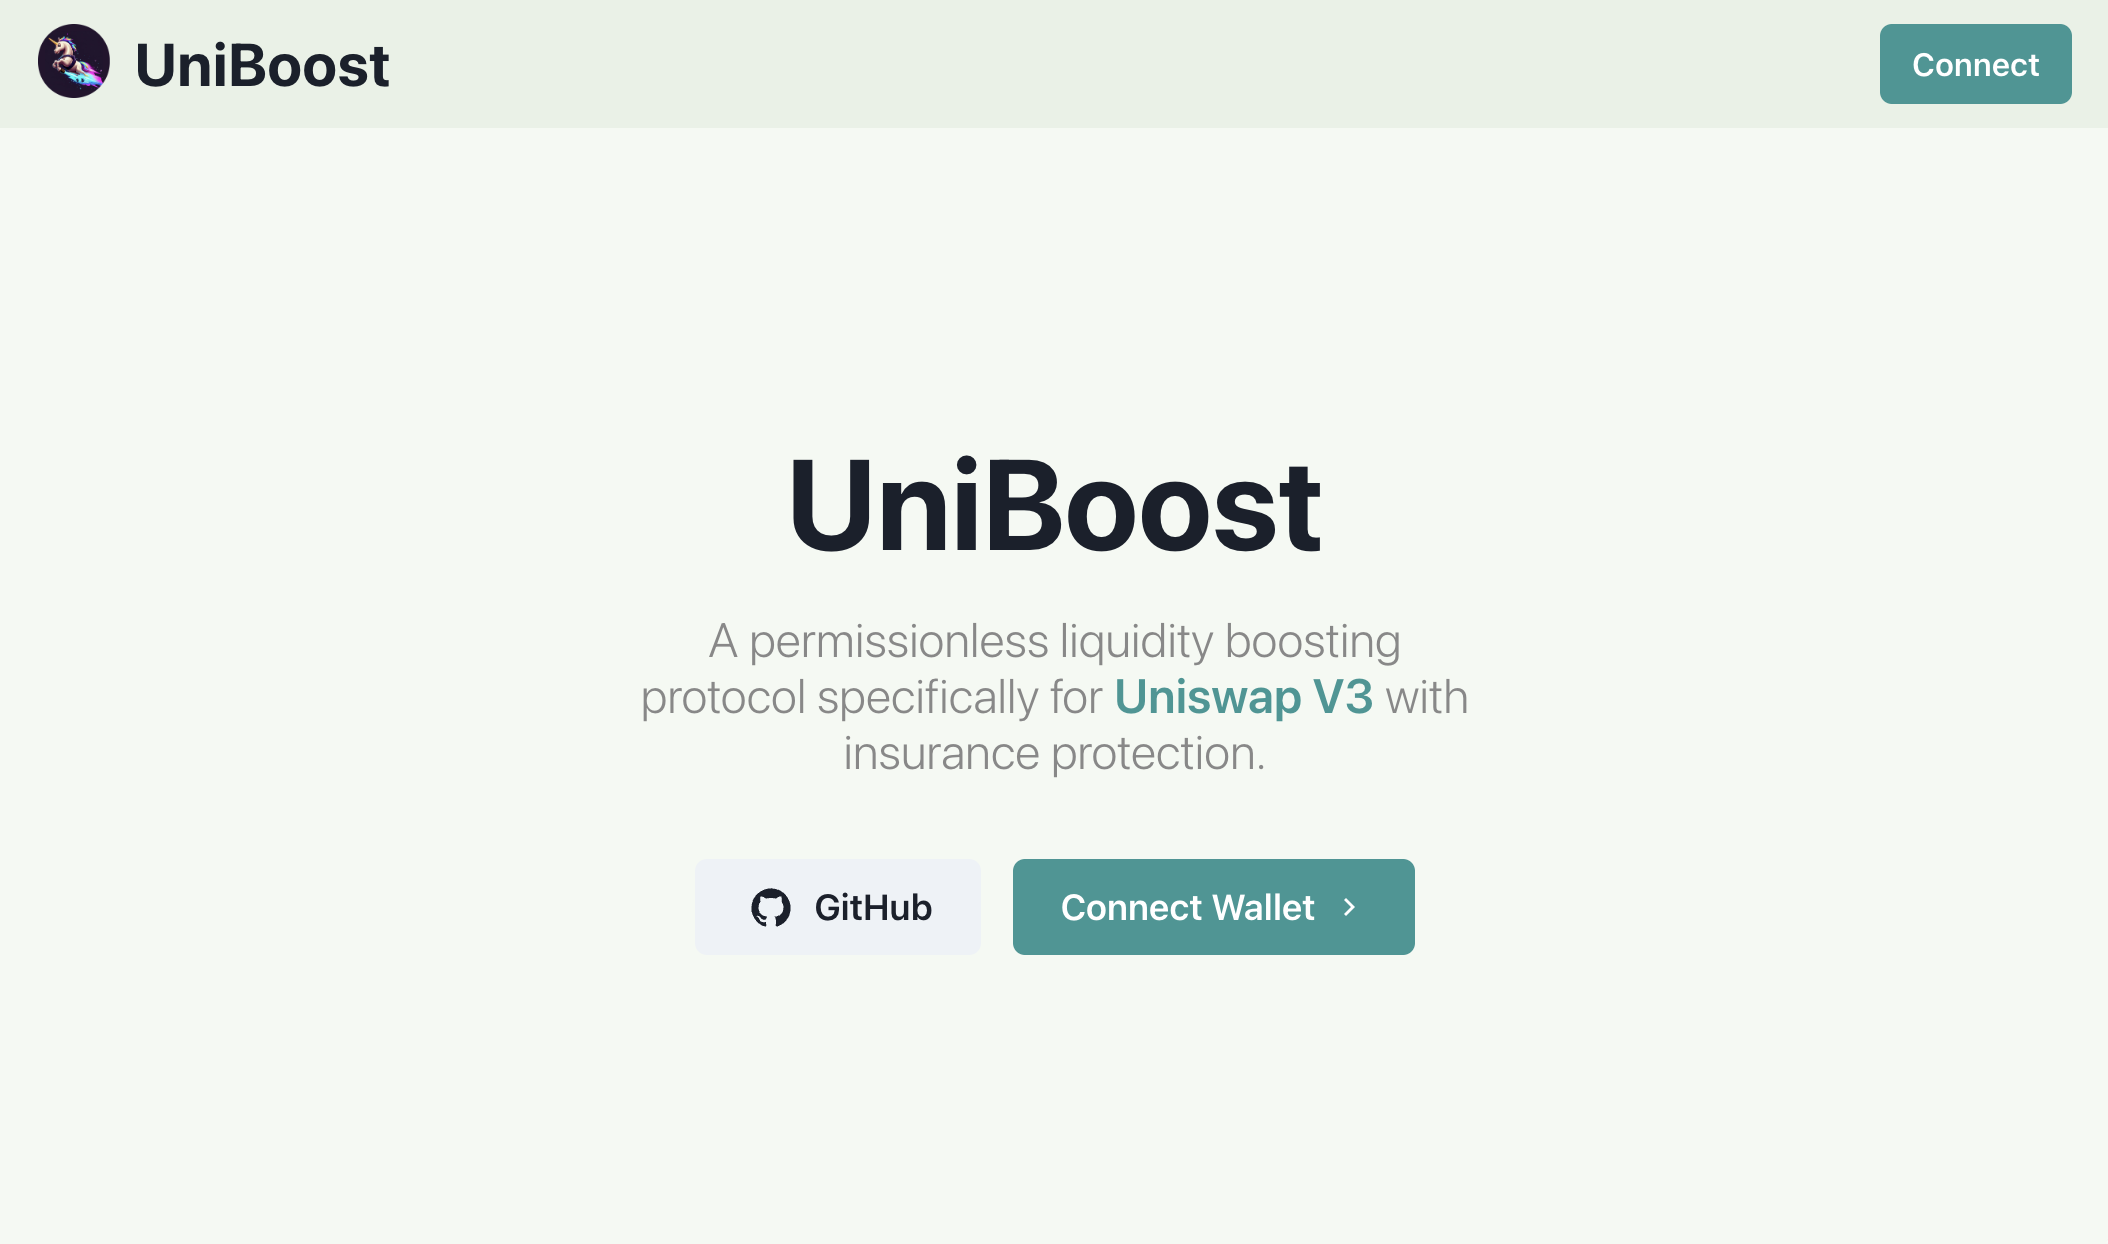 UniBoost
Connect
UniBoost
A permissionless liquidity boosting
protocol specifically for Uniswap V3 with
insurance protection.
GitHub
Connect Wallet